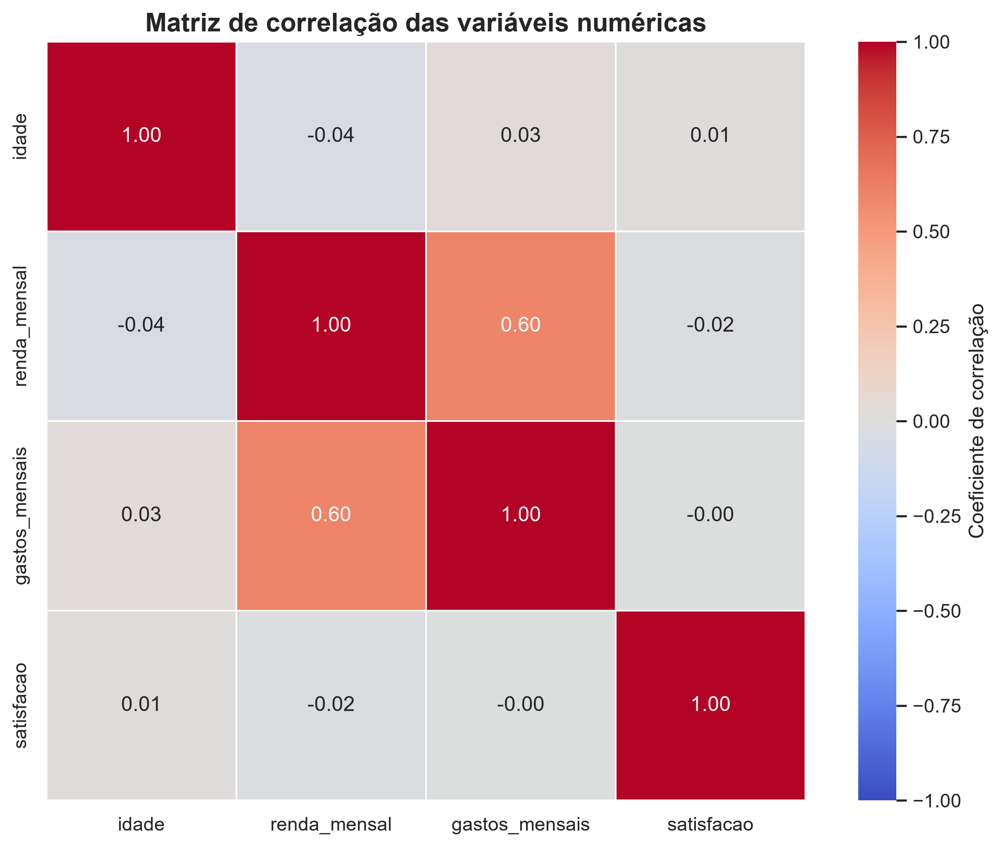 Matriz de correlação das variáveis numéricas
idade
1.00
-0.04
0.03
0.01
renda_mensal
-0.04
1.00
0.60
-0.02
gastos_mensais
0.03
0.60
1.00
-0.00
satisfacao
0.01
-0.02
-0.00
1.00
idade
renda_mensal
gastos_mensais
satisfacao
1.00
0.75
0.50
0.25
0.00
−0.25
−0.50
−0.75
−1.00
Coeficiente de correlação